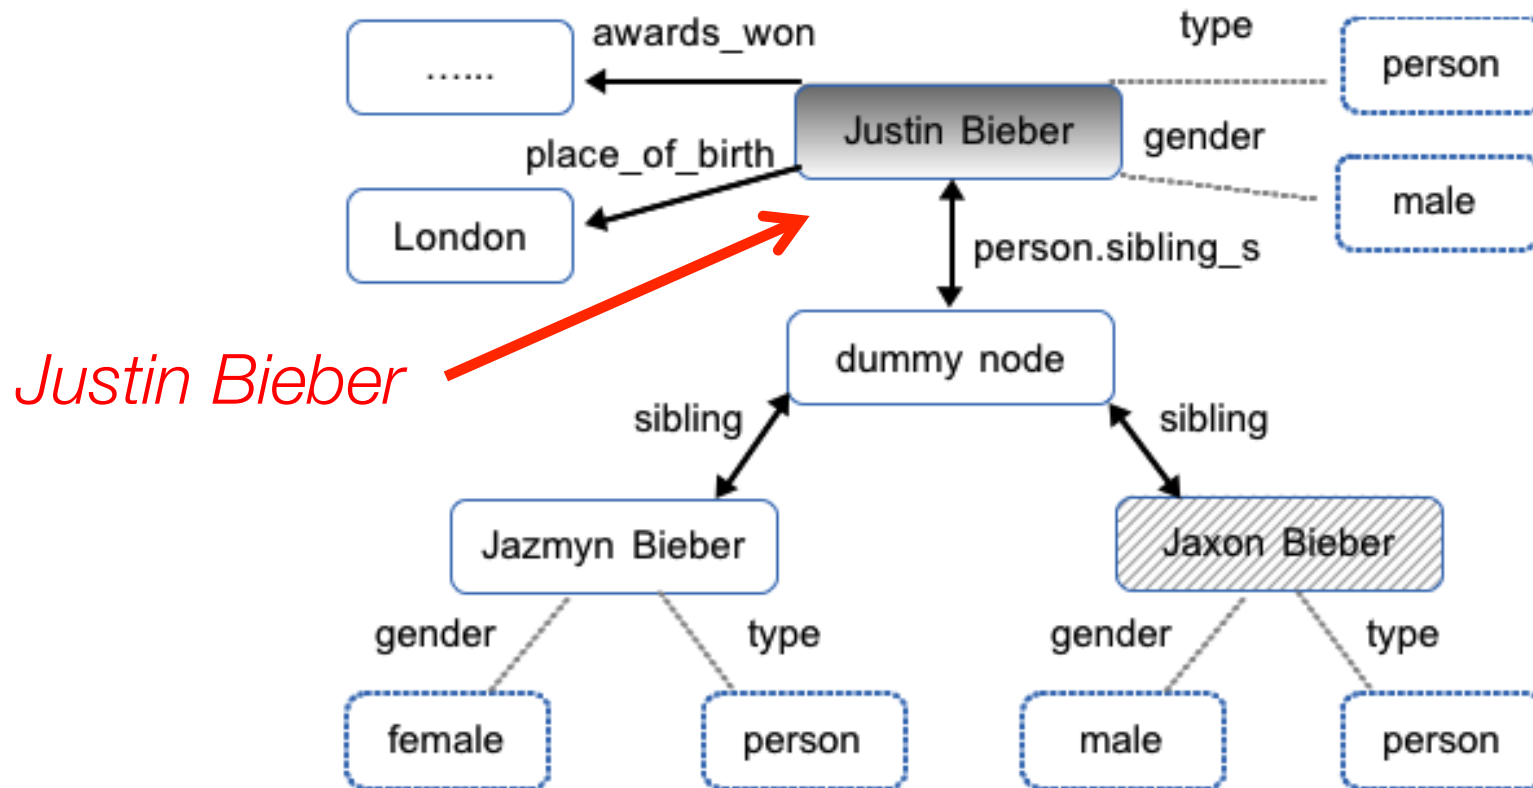 awards_won
type
......
person
Justin Bieber
gender
place_of_birth
male
London
person.sibling_s
Justin Bieber
dummy node
sibling
sibling
Jazmyn Bieber
Jaxon Bieber
gender
type
gender
type
female
person
male
person